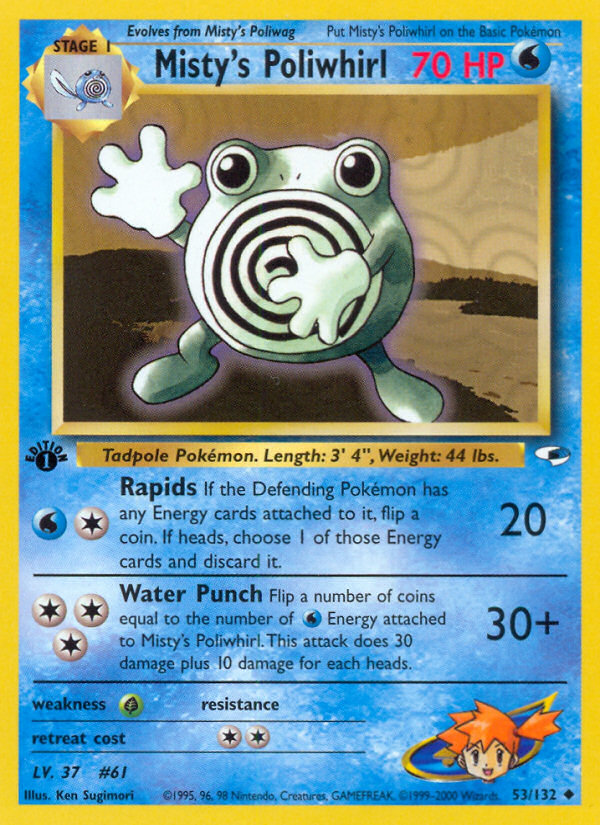 Evolves from Misty's Poliwag Put Misty's Poliwhirl on the Basic Pokémon
STAGE 1
Misty's Poliwhirl 70 HP
EDITION
1
Tadpole Pokémon. Length: 3' 4", Weight: 44 lbs.
Rapids If the Defending Pokémon has
any Energy cards attached to it, flip a
coin. If heads, choose 1 of those Energy
cards and discard it.
20
Water Punch Flip a number of coins
equal to the number of Energy attached
to Misty's Poliwhirl. This attack does 30
damage plus 10 damage for each heads.
30+
weakness resistance
retreat cost
LV. 37 #61
Illus. Ken Sugimori ©1995, 96, 98 Nintendo, Creatures, GAMEFREAK. ©1999-2000 Wizards. 53/132